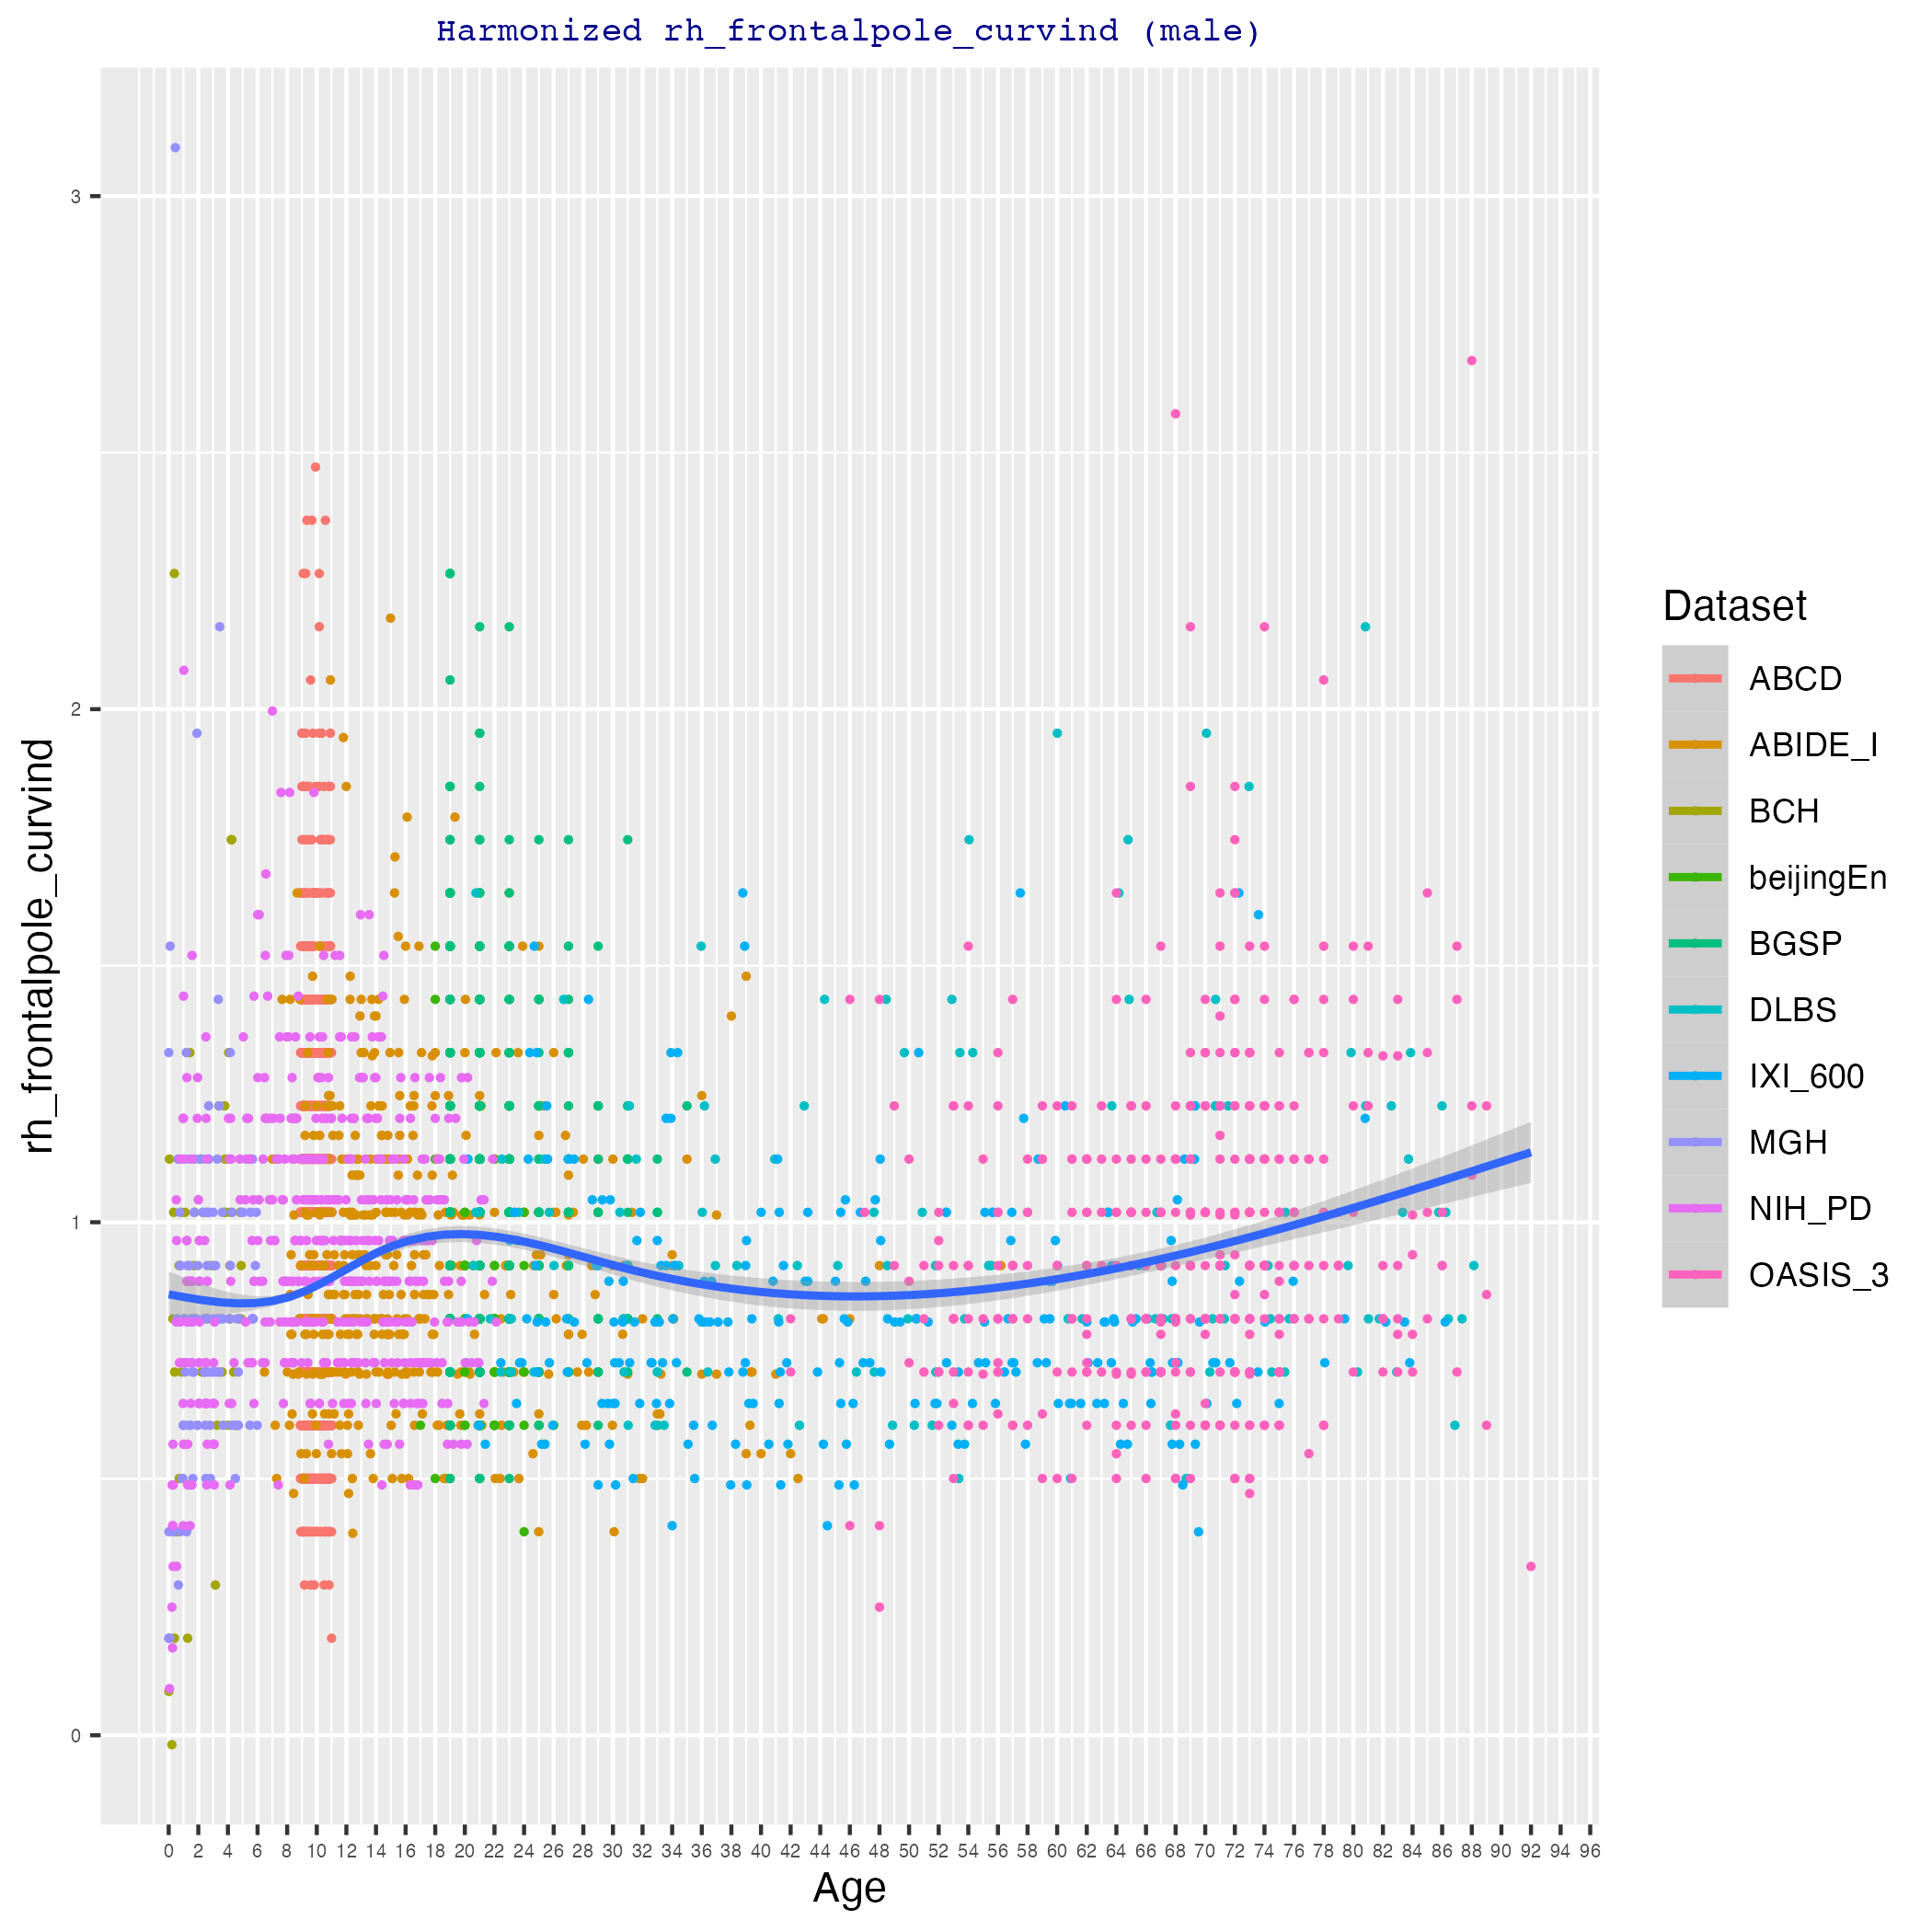 Harmonized rh_frontalpole_curvind (male)
rh_frontalpole_curvind
3
2
1
0
0 2 4 6 8 10 12 14 16 18 20 22 24 26 28 30 32 34 36 38 40 42 44 46 48 50 52 54 56 58 60 62 64 66 68 70 72 74 76 78 80 82 84 86 88 90 92 94 96
Age
Dataset
ABCD
ABIDE_I
BCH
beijingEn
BGSP
DLBS
IXI_600
MGH
NIH_PD
OASIS_3